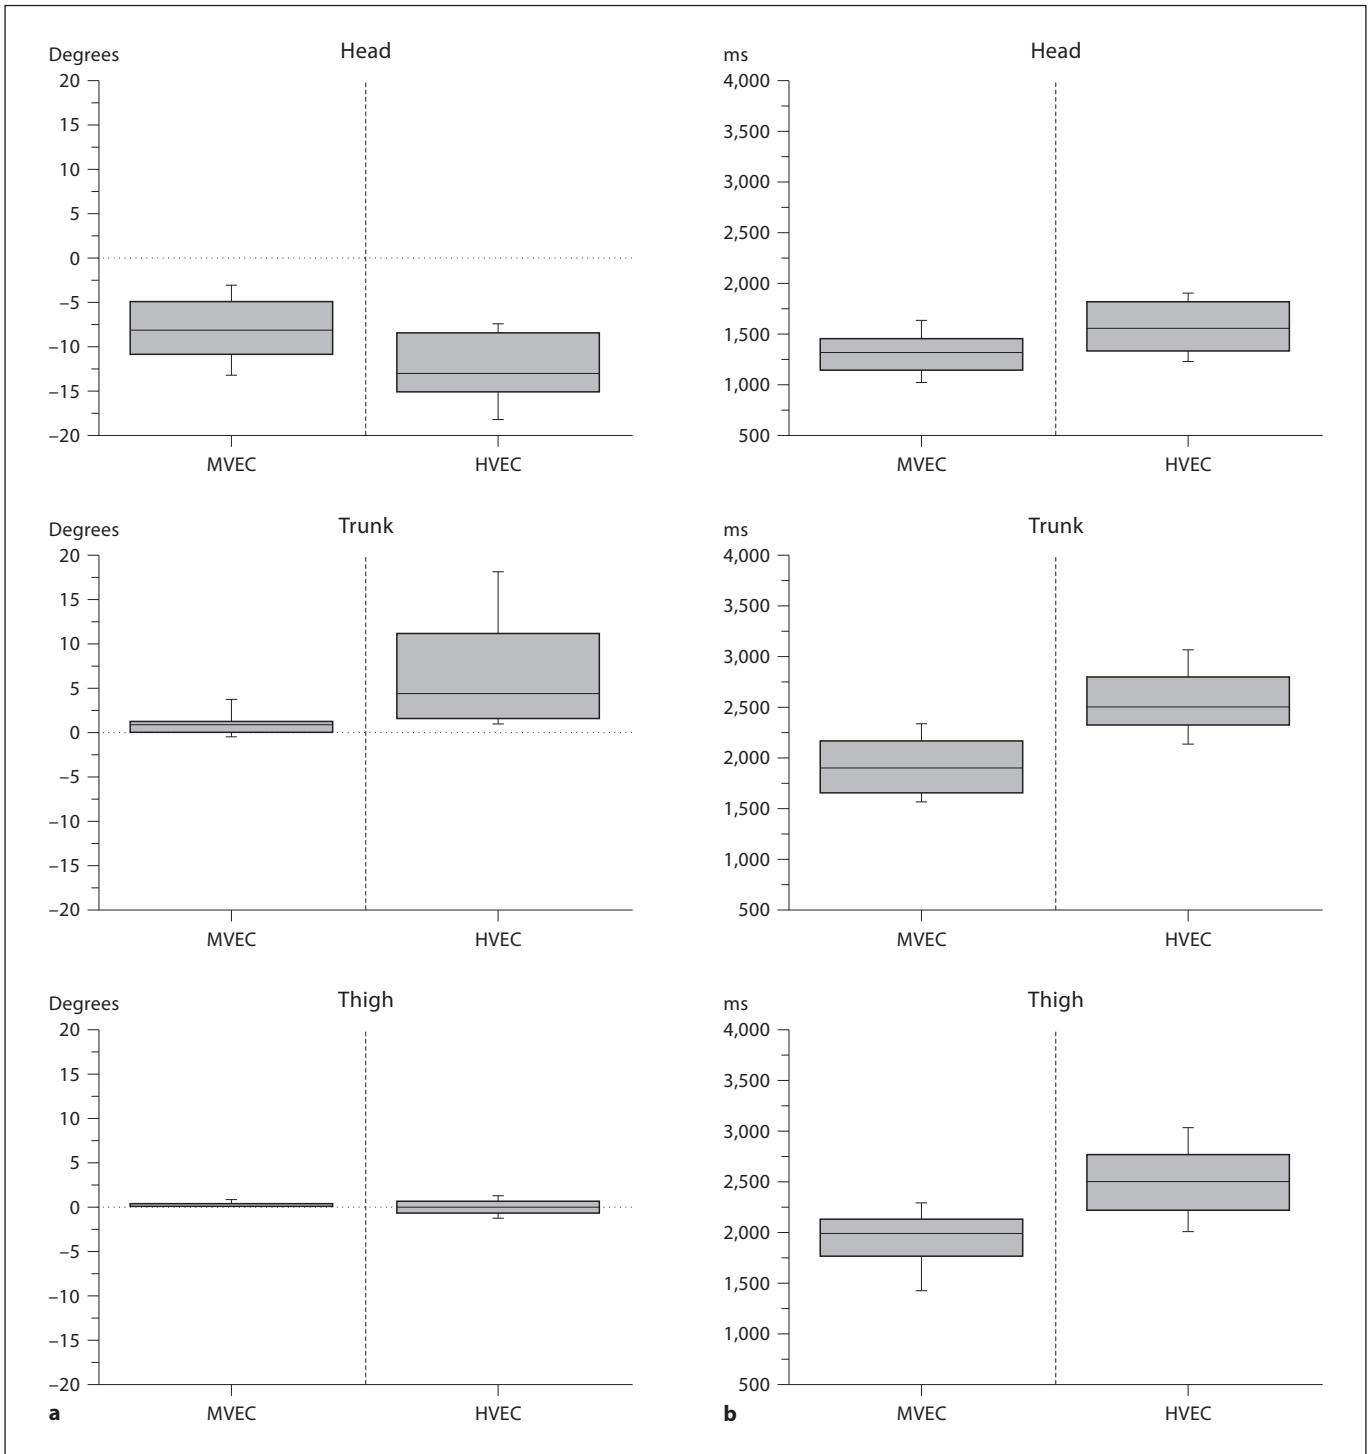 Degrees
Head
20
15
10
5
0
–5
–10
–15
–20
MVEC
HVEC
ms
Head
4,000
3,500
3,000
2,500
2,000
1,500
1,000
500
MVEC
HVEC
Degrees
Trunk
20
15
10
5
0
–5
–10
–15
–20
MVEC
HVEC
ms
Trunk
4,000
3,500
3,000
2,500
2,000
1,500
1,000
500
MVEC
HVEC
Degrees
Thigh
20
15
10
5
0
–5
–10
–15
–20
MVEC
HVEC
a
ms
Thigh
4,000
3,500
3,000
2,500
2,000
1,500
1,000
500
MVEC
HVEC
b